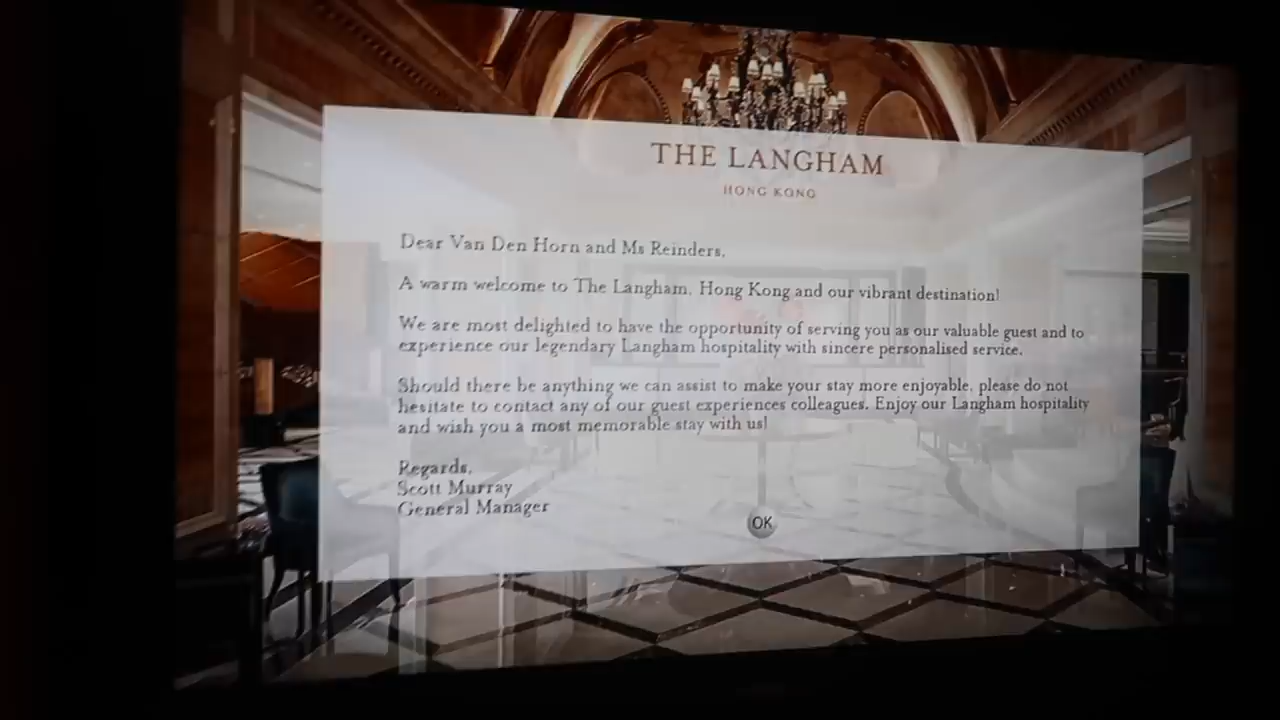 THE LANGHAM
HONG KONG
Dear Van Den Horn and Ms Reinders,
A warm welcome to The Langham, Hong Kong and our vibrant destination!
We are most delighted to have the opportunity of serving you as our valuable guest and to
experience our legendary Langham hospitality with sincere personalised service.
Should there be anything we can assist to make your stay more enjoyable, please do not
hesitate to contact any of our guest experiences colleagues. Enjoy our Langham hospitality
and wish you a most memorable stay with us!
Regards,
Scott Murray
General Manager
OK